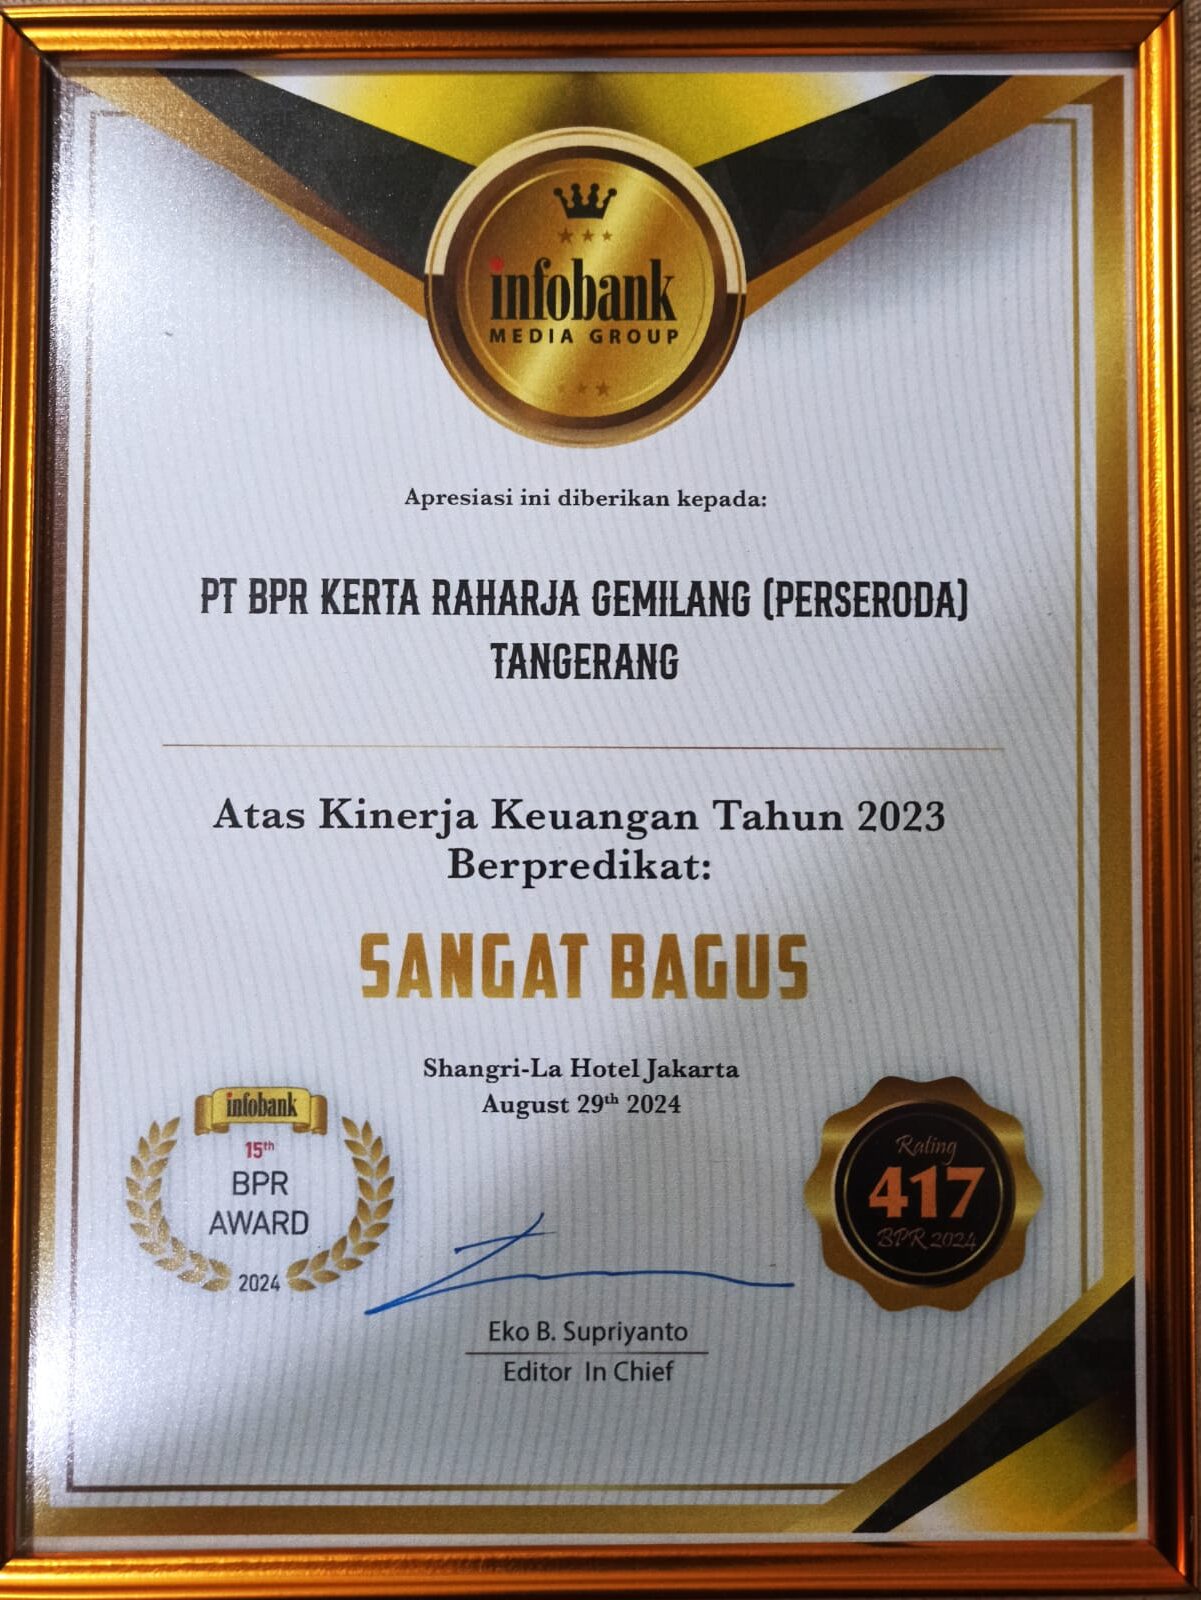 infobank
MEDIA GROUP
Apresiasi ini diberikan kepada:
PT BPR KERTA RAHARJA GEMILANG (PERSERODA)
TANGERANG
Atas Kinerja Keuangan Tahun 2023
Berpredikat:
SANGAT BAGUS
Shangri-La Hotel Jakarta
August 29th 2024
infobank
15th
BPR
AWARD
2024
Rating
417
BPR 2024
Eko B. Supriyanto
Editor In Chief